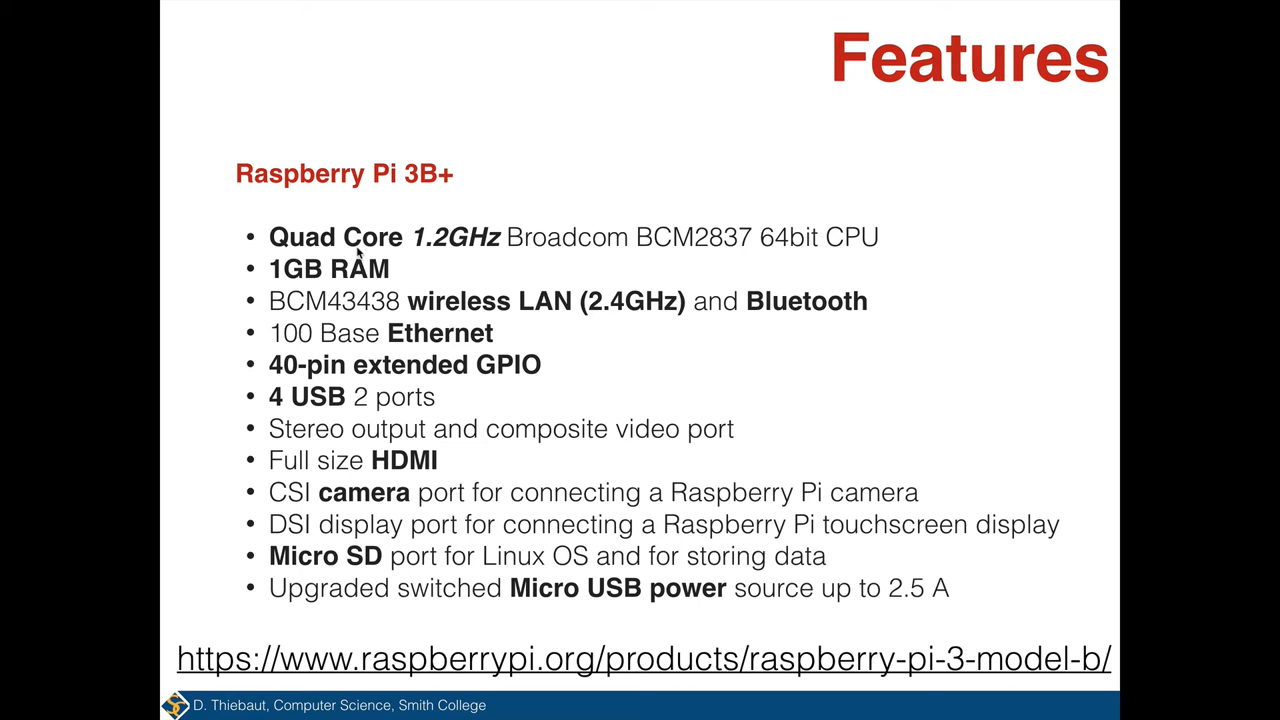 Features
Raspberry Pi 3B+
• Quad Core 1.2GHz Broadcom BCM2837 64bit CPU
• 1GB RAM
• BCM43438 wireless LAN (2.4GHz) and Bluetooth
• 100 Base Ethernet
• 40-pin extended GPIO
• 4 USB 2 ports
• Stereo output and composite video port
• Full size HDMI
• CSI camera port for connecting a Raspberry Pi camera
• DSI display port for connecting a Raspberry Pi touchscreen display
• Micro SD port for Linux OS and for storing data
• Upgraded switched Micro USB power source up to 2.5 A
https://www.raspberrypi.org/products/raspberry-pi-3-model-b/
D. Thiebaut, Computer Science, Smith College